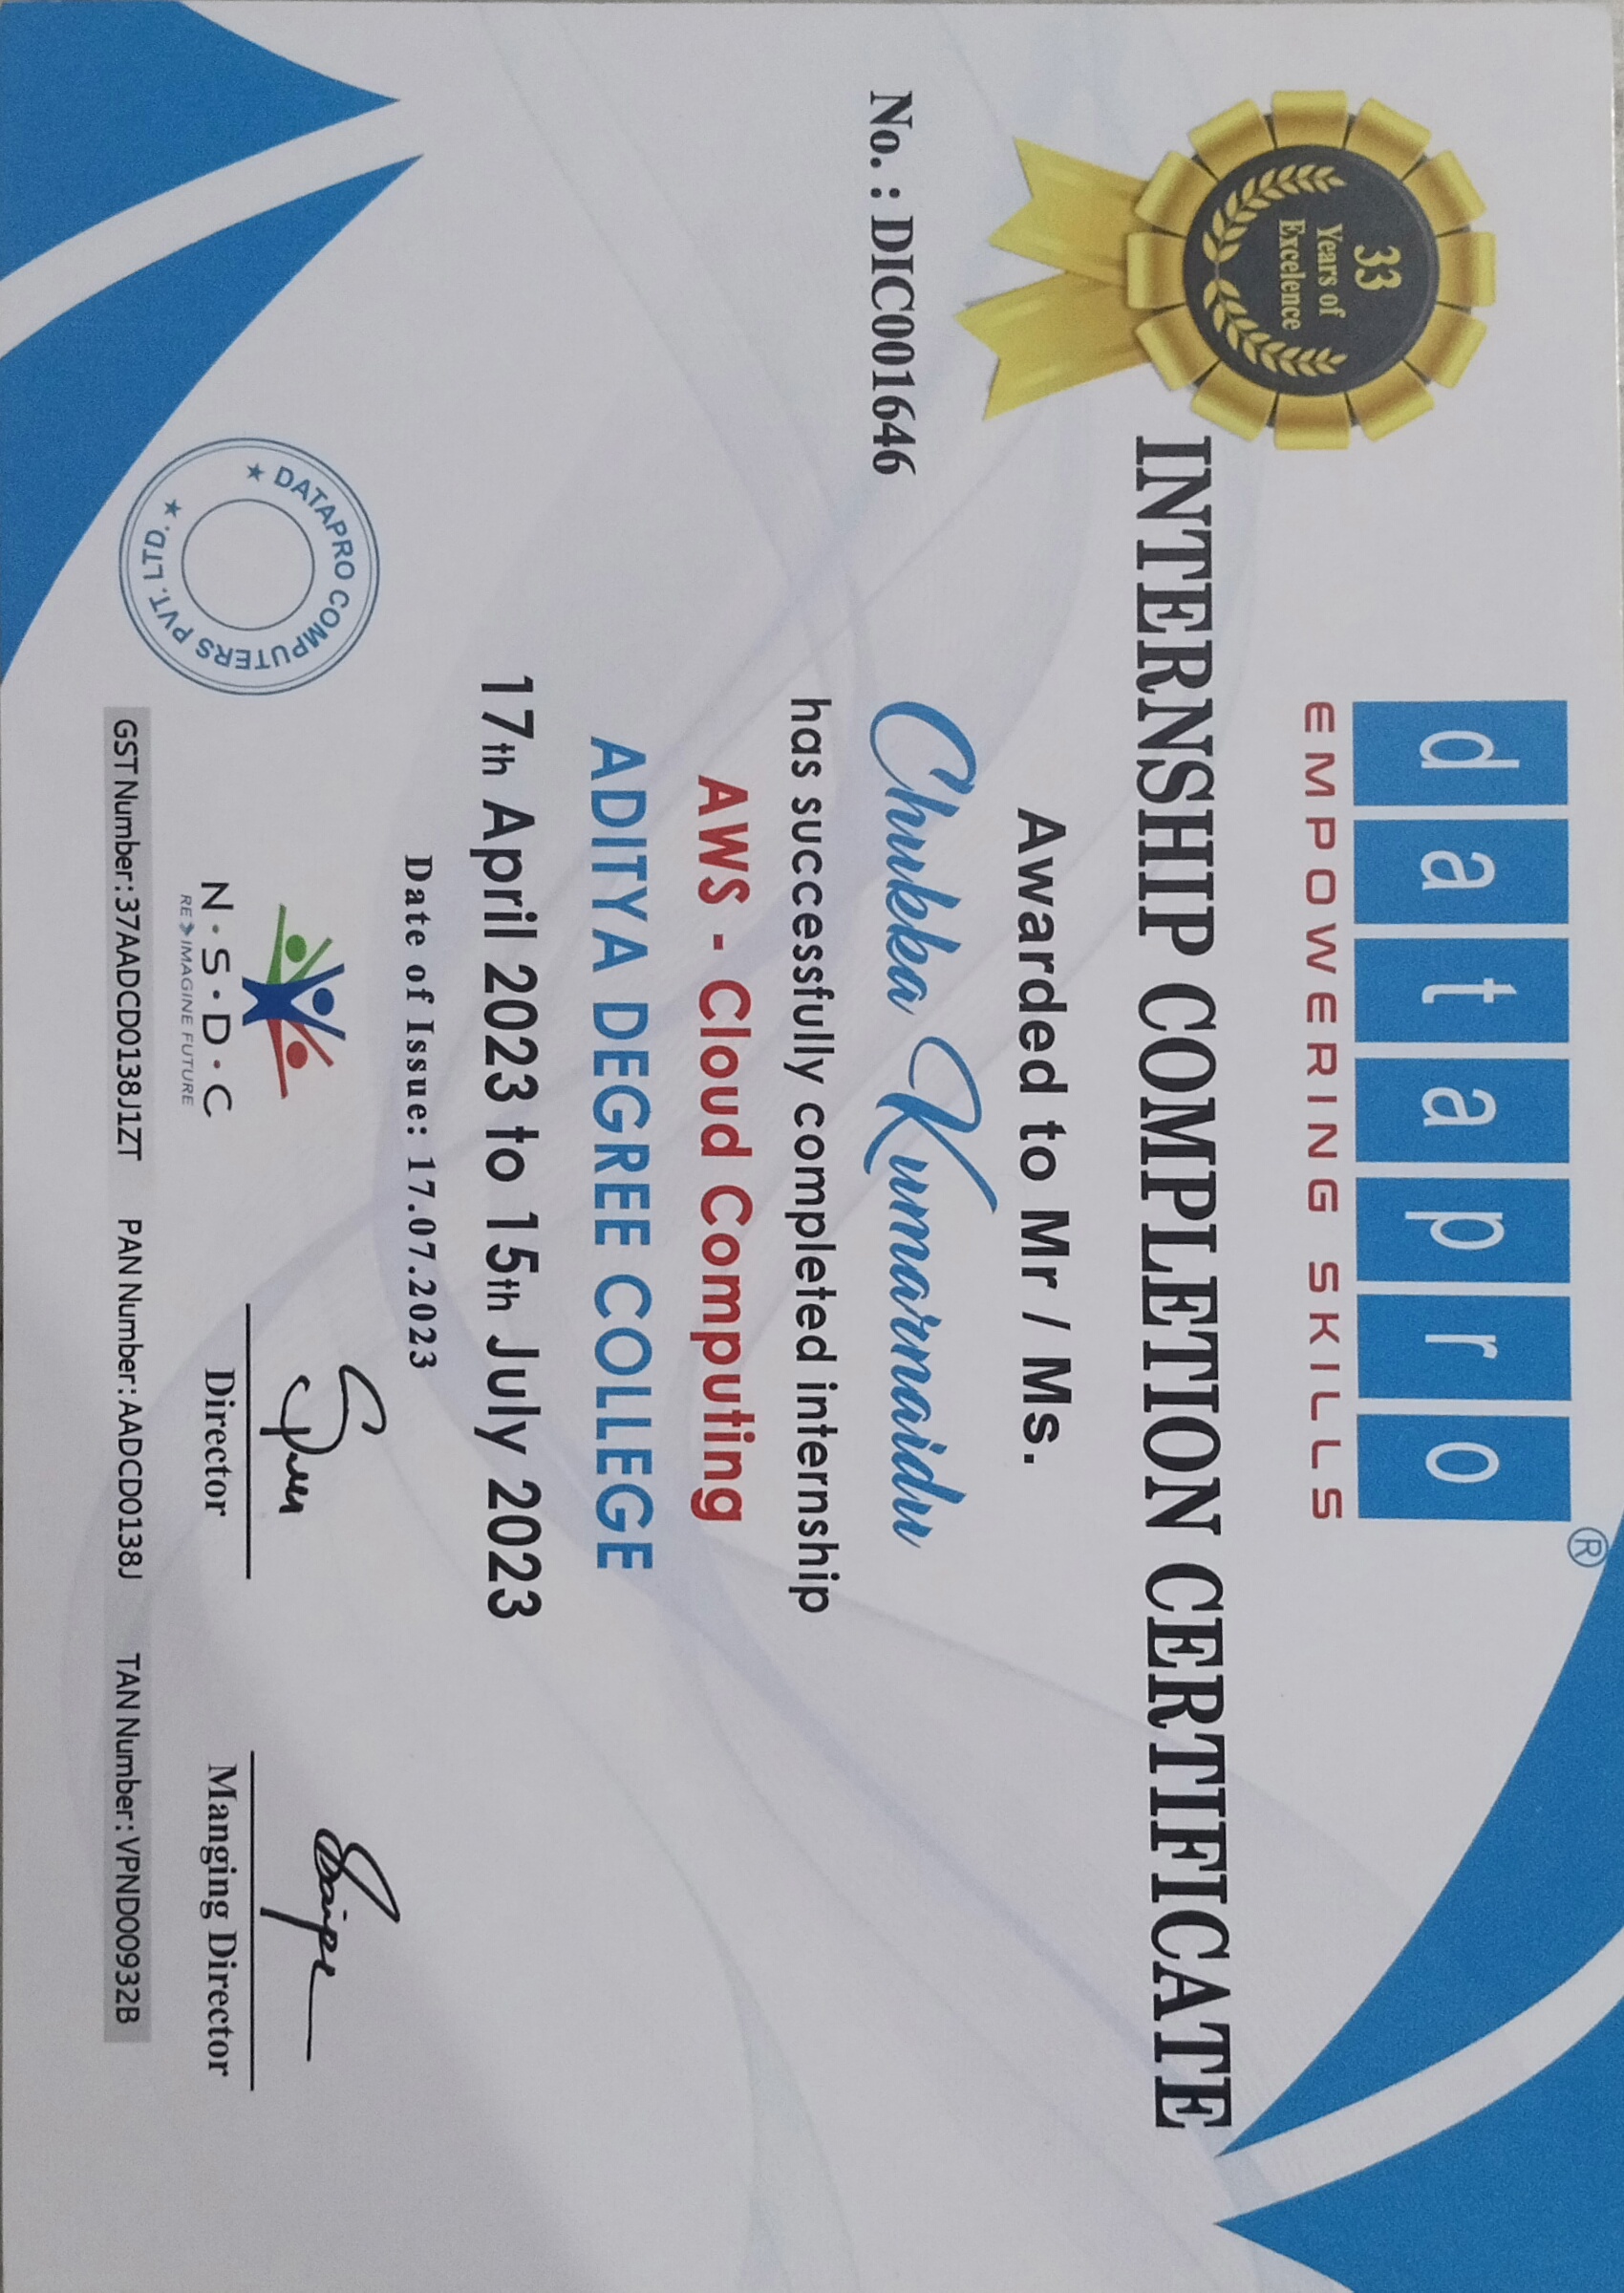 datapro®
EMPOWERING SKILLS
33
Years of
Excelence
INTERNSHIP COMPLETION CERTIFICATE
Awarded to Mr / Ms.
Chukka Kumarnaidu
No. : DIC001646
has successfully completed internship
AWS - Cloud Computing
ADITYA DEGREE COLLEGE
17th April 2023 to 15th July 2023
Date of Issue: 17.07.2023
★ DATAPRO COMPUTERS PVT. LTD. ★
N·S·D·C
RE IMAGINE FUTURE
Director
Manging Director
GST Number: 37AADCD0138J1ZT PAN Number: AADCD0138J TAN Number: VPND00932B